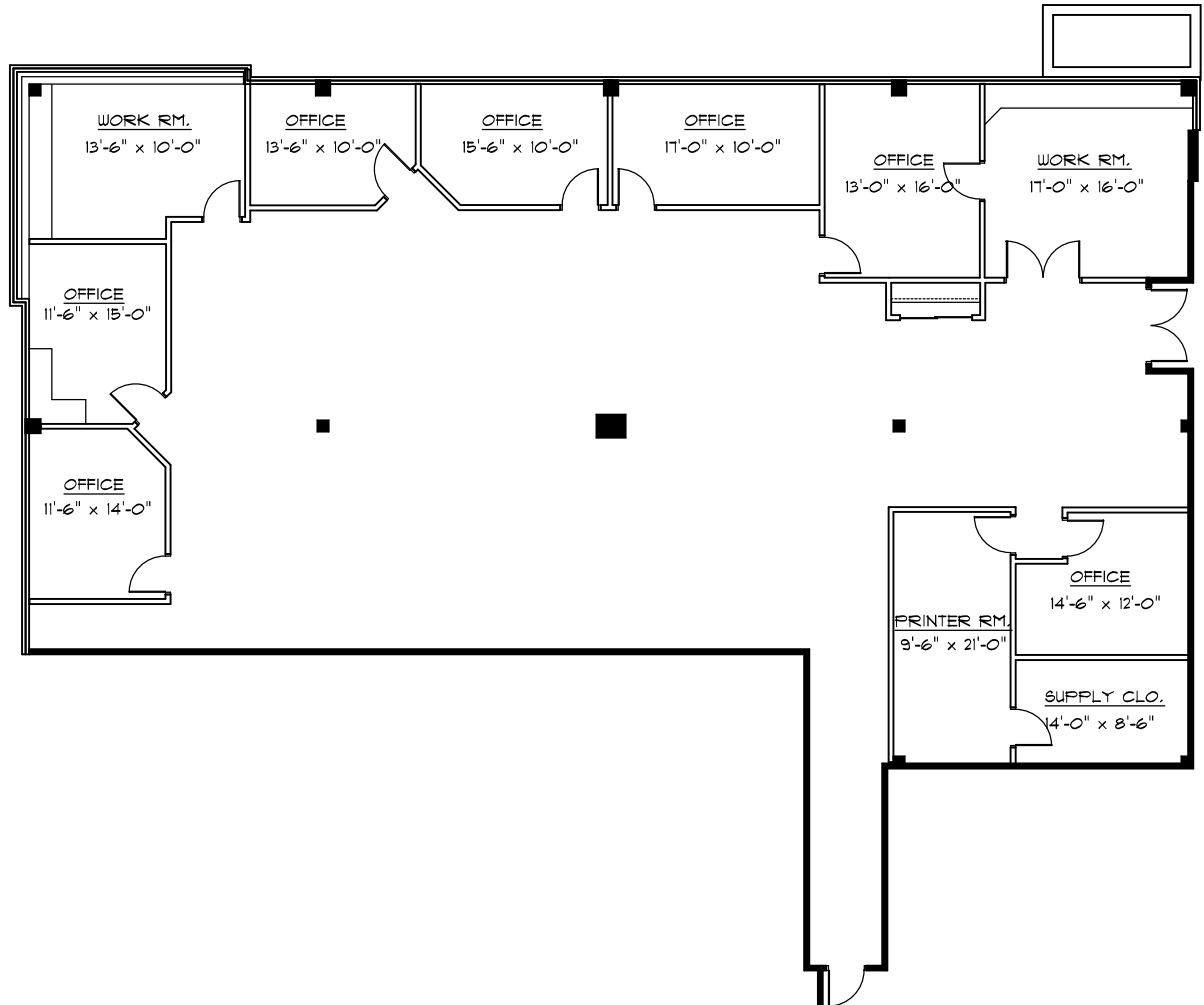 WORK RM.
13'-6" x 10'-0"
OFFICE
13'-6" x 10'-0"
OFFICE
15'-6" x 10'-0"
OFFICE
17'-0" x 10'-0"
OFFICE
13'-0" x 16'-0"
WORK RM.
17'-0" x 16'-0"
OFFICE
11'-6" x 15'-0"
OFFICE
11'-6" x 14'-0"
OFFICE
14'-6" x 12'-0"
PRINTER RM.
9'-6" x 21'-0"
SUPPLY CLO.
14'-0" x 8'-6"